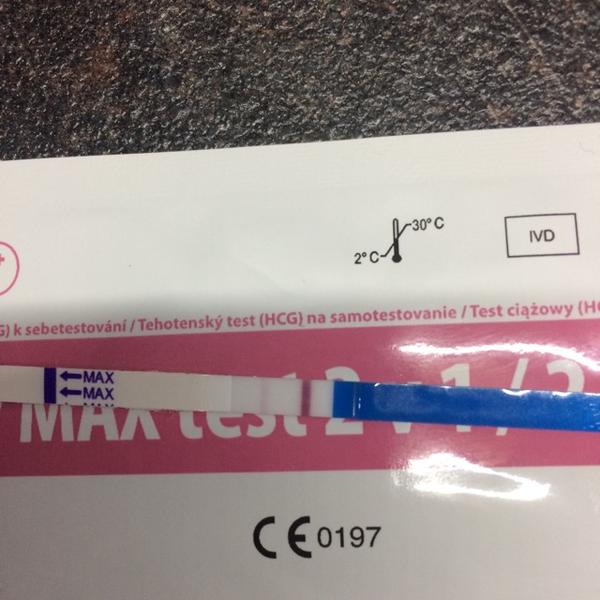 30°C
2°C
IVD
G) k sebetestování / Tehotenský test (HCG) na samotestovanie / Test ciążowy (HC
MAX
MAX
MAX test 2 v 1 / 2
CE 0197